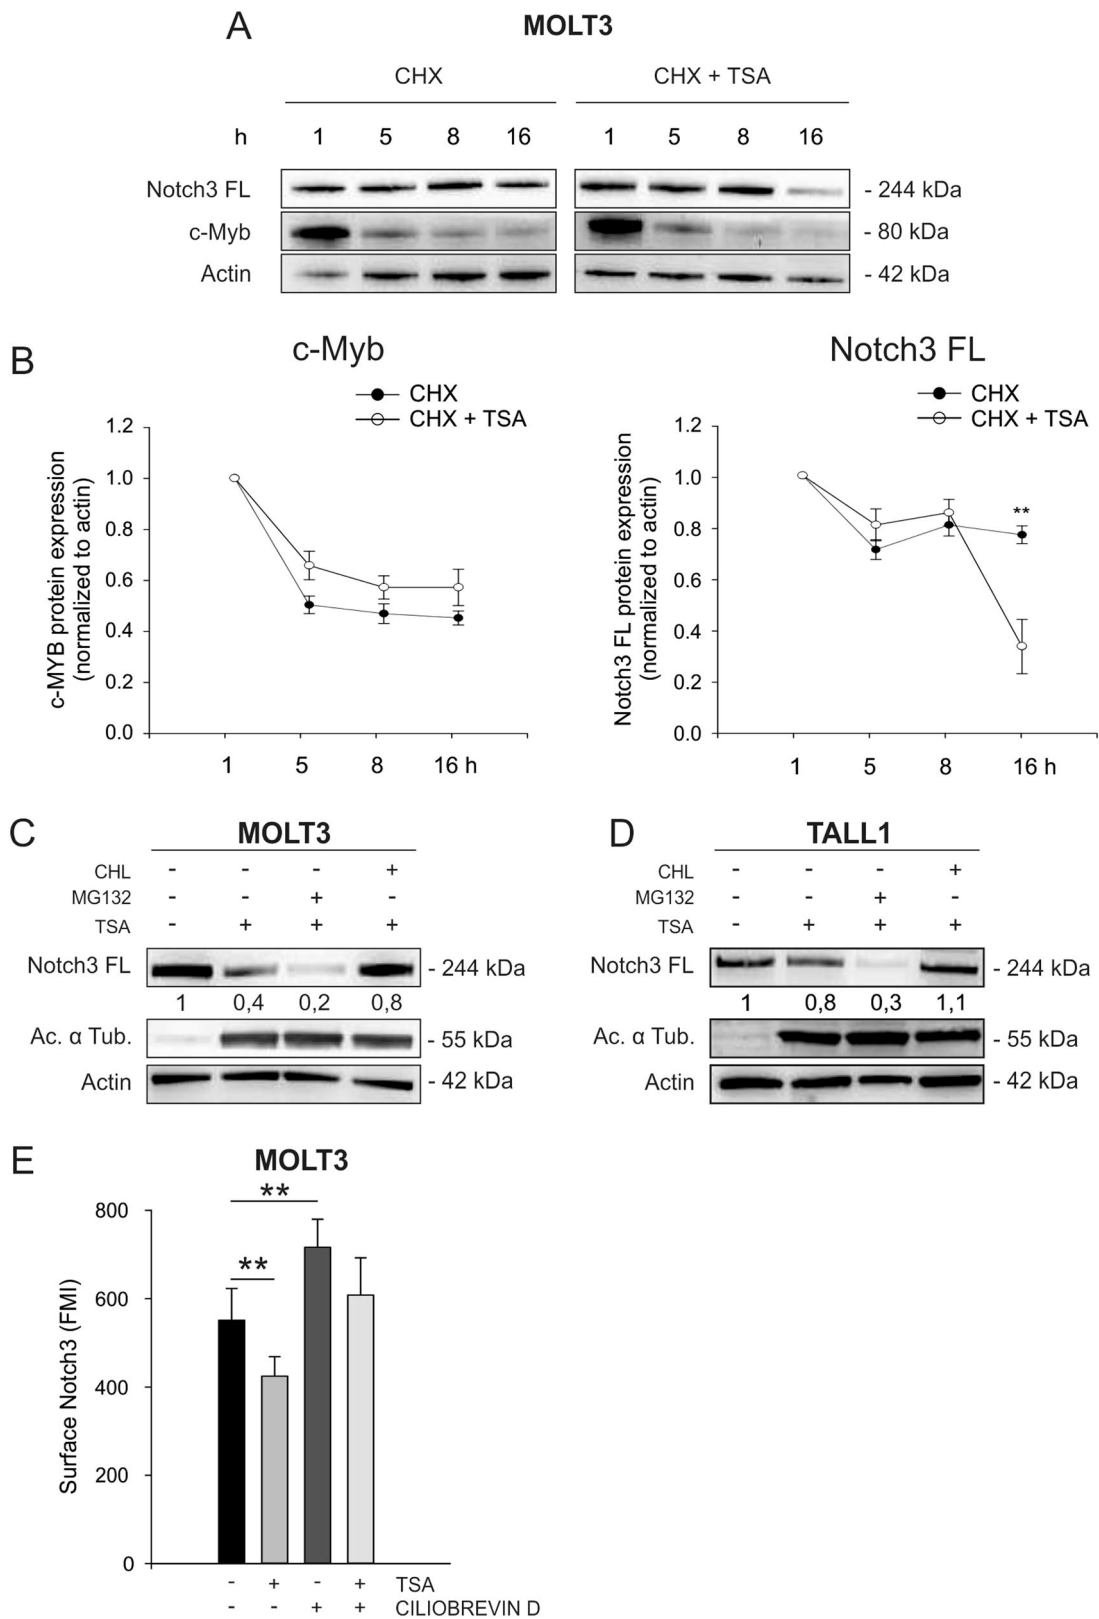 A
MOLT3
CHX
CHX + TSA
h 1 5 8 16 1 5 8 16
Notch3 FL - 244 kDa
c-Myb - 80 kDa
Actin - 42 kDa
B
c-Myb
CHX
CHX + TSA
c-MYB protein expression
(normalized to actin)
1.2
1.0
0.8
0.6
0.4
0.2
0.0
1 5 8 16 h
Notch3 FL
CHX
CHX + TSA
Notch3 FL protein expression
(normalized to actin)
1.2
1.0
0.8
0.6
0.4
0.2
0.0
**
1 5 8 16 h
C
MOLT3
CHL - - - +
MG132 - - + -
TSA - + + +
Notch3 FL - 244 kDa
1 0,4 0,2 0,8
Ac. α Tub. - 55 kDa
Actin - 42 kDa
D
TALL1
CHL - - - +
MG132 - - + -
TSA - + + +
Notch3 FL - 244 kDa
1 0,8 0,3 1,1
Ac. α Tub. - 55 kDa
Actin - 42 kDa
E
MOLT3
Surface Notch3 (FMI)
800
600
400
200
0
**
**
- + - + TSA
- - + + CILIOBREVIN D